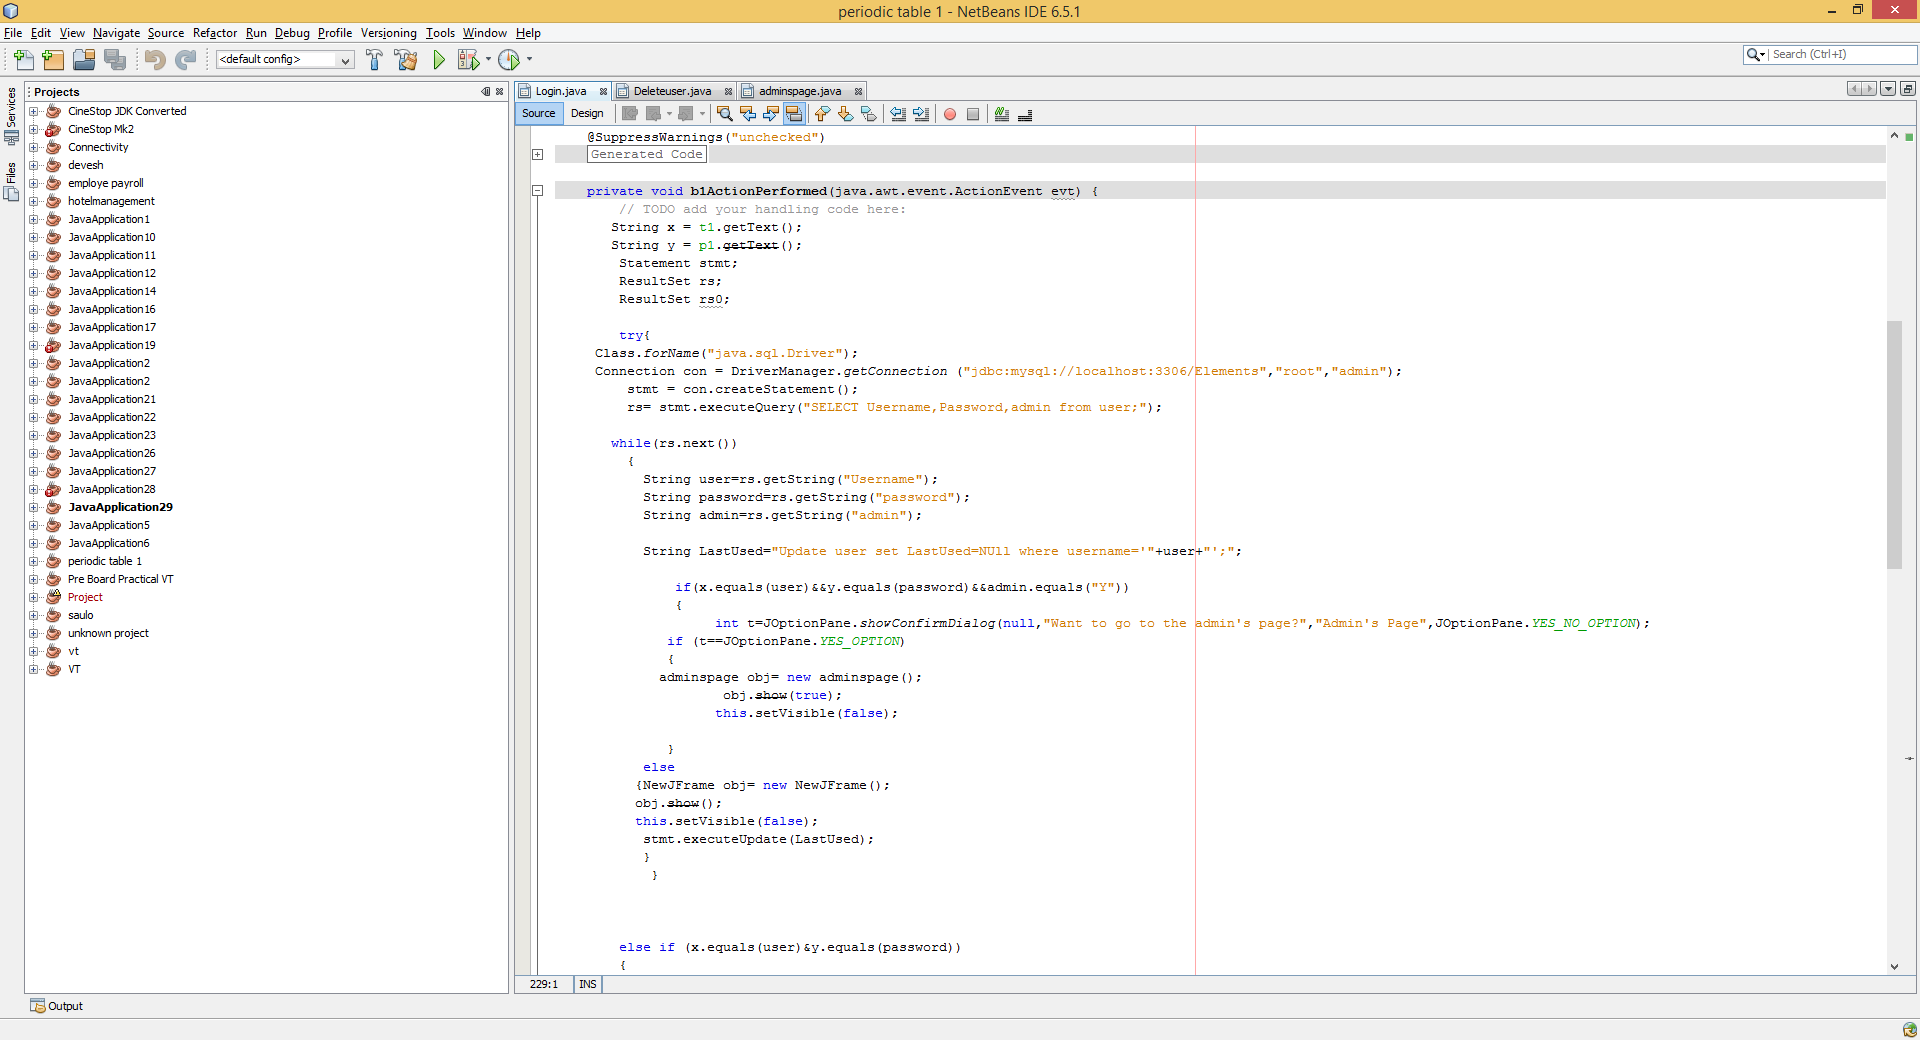 periodic table 1 - NetBeans IDE 6.5.1
File Edit View Navigate Source Refactor Run Debug Profile Versioning Tools Window Help
<default config>
Search (Ctrl+I)
Services
Files
Projects
CineStop JDK Converted
CineStop Mk2
Connectivity
devesh
employe payroll
hotelmanagement
JavaApplication1
JavaApplication10
JavaApplication11
JavaApplication12
JavaApplication14
JavaApplication16
JavaApplication17
JavaApplication19
JavaApplication2
JavaApplication2
JavaApplication21
JavaApplication22
JavaApplication23
JavaApplication26
JavaApplication27
JavaApplication28
JavaApplication29
JavaApplication5
JavaApplication6
periodic table 1
Pre Board Practical VT
Project
saulo
unknown project
vt
VT
Login.java Deleteuser.java adminspage.java
Source Design
@SuppressWarnings("unchecked")
Generated Code
private void b1ActionPerformed(java.awt.event.ActionEvent evt) {
// TODO add your handling code here:
String x = t1.getText();
String y = p1.getText();
Statement stmt;
ResultSet rs;
ResultSet rs0;
try{
Class.forName("java.sql.Driver");
Connection con = DriverManager.getConnection ("jdbc:mysql://localhost:3306/Elements","root","admin");
stmt = con.createStatement();
rs= stmt.executeQuery("SELECT Username,Password,admin from user;");
while(rs.next())
{
String user=rs.getString("Username");
String password=rs.getString("password");
String admin=rs.getString("admin");
String LastUsed="Update user set LastUsed=NUll where username='"+user+"';";
if(x.equals(user)&&y.equals(password)&&admin.equals("Y"))
{
int t=JOptionPane.showConfirmDialog(null,"Want to go to the admin's page?","Admin's Page",JOptionPane.YES_NO_OPTION);
if (t==JOptionPane.YES_OPTION)
{
adminspage obj= new adminspage();
obj.show(true);
this.setVisible(false);
}
else
{NewJFrame obj= new NewJFrame();
obj.show();
this.setVisible(false);
stmt.executeUpdate(LastUsed);
}
}
else if (x.equals(user)&y.equals(password))
{
229:1 INS
Output